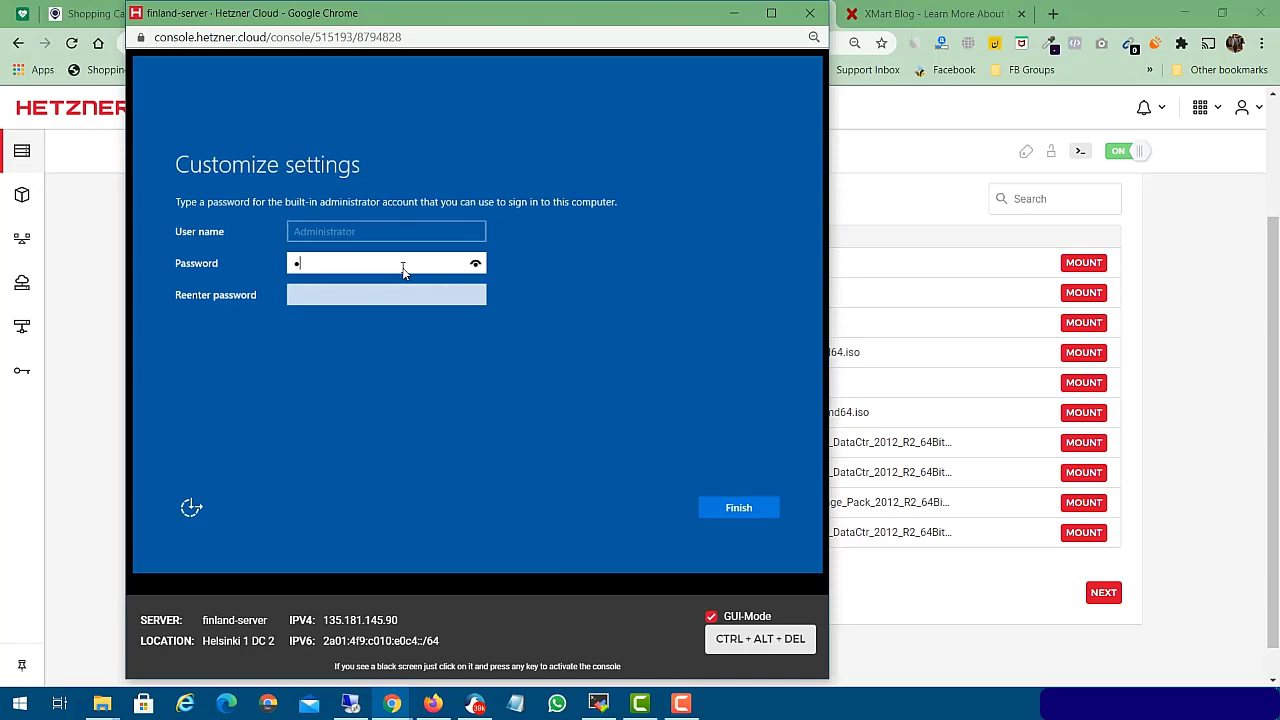 Shopping Ca
finland-server - Hetzner Cloud - Google Chrome
XMart Blog - Learn More About
console.hetzner.cloud/console/515193/8794828
Apps
Shoppin
Support Inbox
Facebook
FB Groups
»
Other bookmarks
HETZNER
ON
Search
Customize settings
Type a password for the built-in administrator account that you can use to sign in to this computer.
User name
Administrator
Password
Reenter password
Finish
MOUNT
MOUNT
MOUNT
d64.iso MOUNT
MOUNT
md64.iso MOUNT
_DataCtr_2012_R2_64Bit... MOUNT
_DataCtr_2012_R2_64Bit... MOUNT
ge_Pack_2012_R2_64Bi... MOUNT
_DataCtr_2012_R2_64Bit... MOUNT
NEXT
SERVER: finland-server IPV4: 135.181.145.90
LOCATION: Helsinki 1 DC 2 IPV6: 2a01:4f9:c010:e0c4::/64
GUI-Mode
CTRL + ALT + DEL
If you see a black screen just click on it and press any key to activate the console